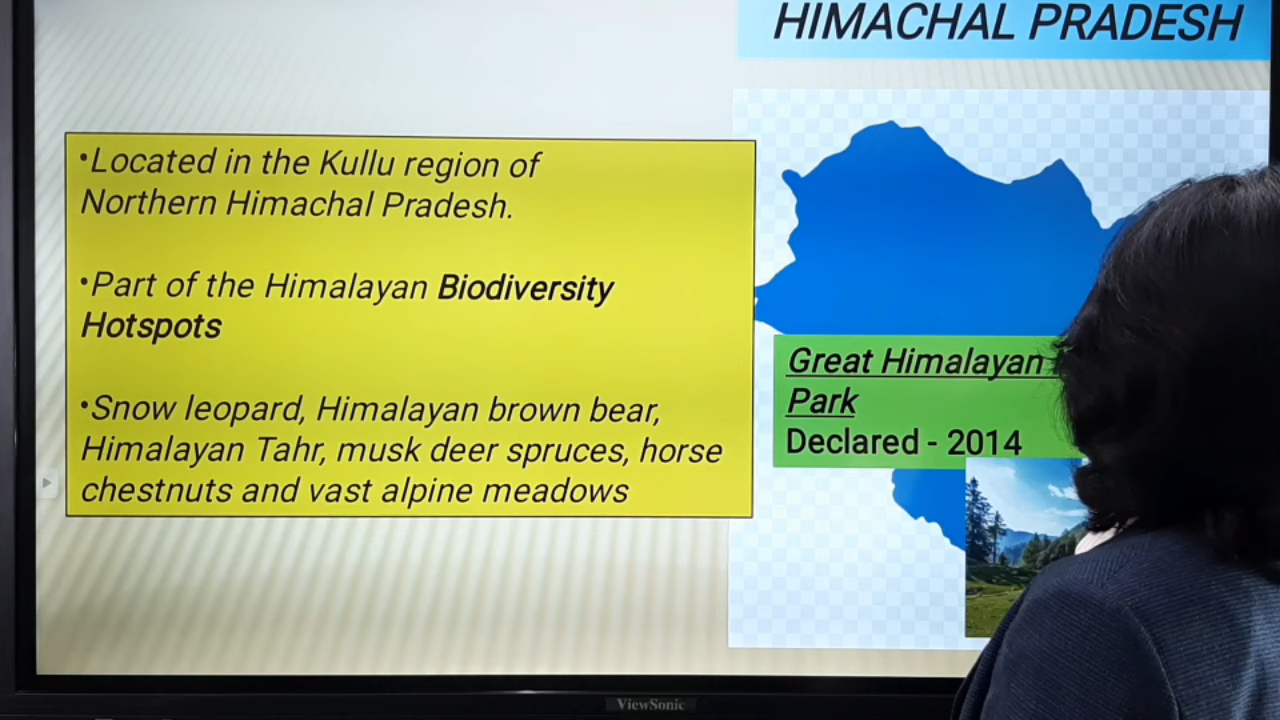 HIMACHAL PRADESH
•Located in the Kullu region of
Northern Himachal Pradesh.
•Part of the Himalayan Biodiversity
Hotspots
•Snow leopard, Himalayan brown bear,
Himalayan Tahr, musk deer spruces, horse
chestnuts and vast alpine meadows
Great Himalayan
Park
Declared - 2014
ViewSonic